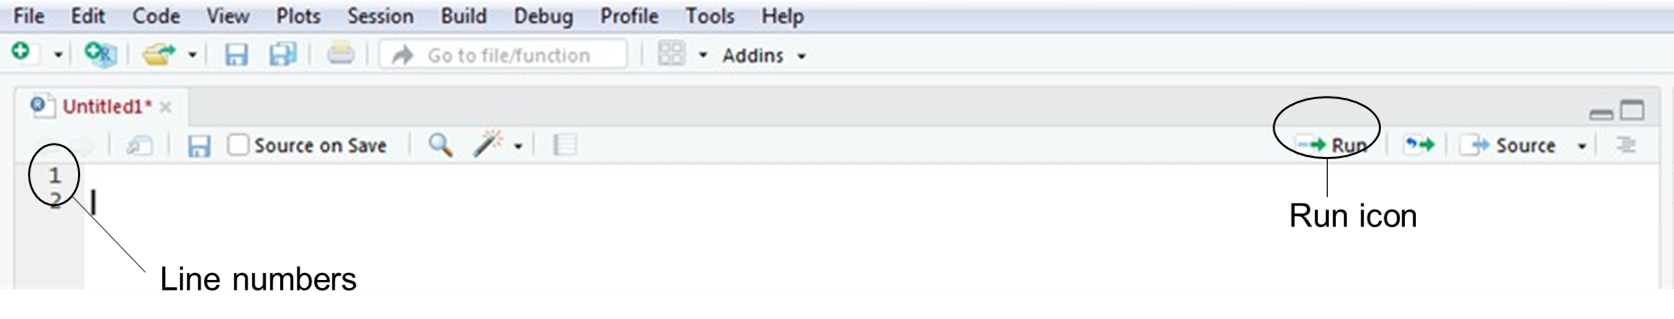 File Edit Code View Plots Session Build Debug Profile Tools Help
Go to file/function Addins
Untitled1*
Source on Save Run Source
1
2
Run icon
Line numbers